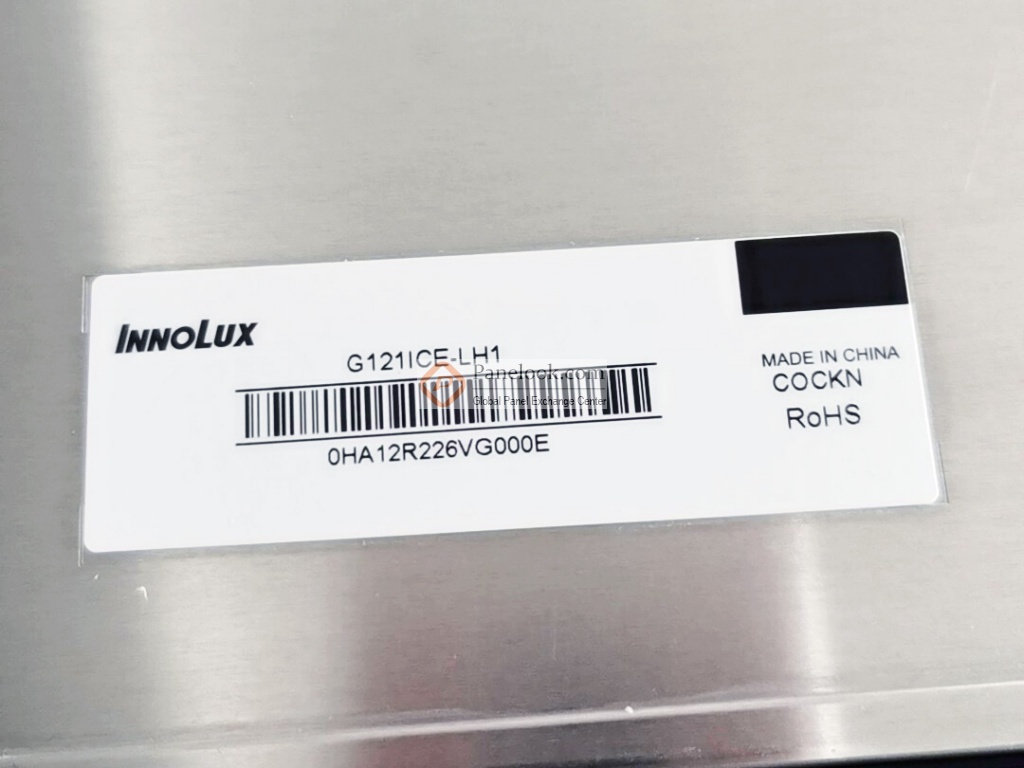 INNOLUX
G121ICE-LH1
Panelook.com
Global Panel Exchange Center
0HA12R226VG000E
MADE IN CHINA
COCKN
RoHS